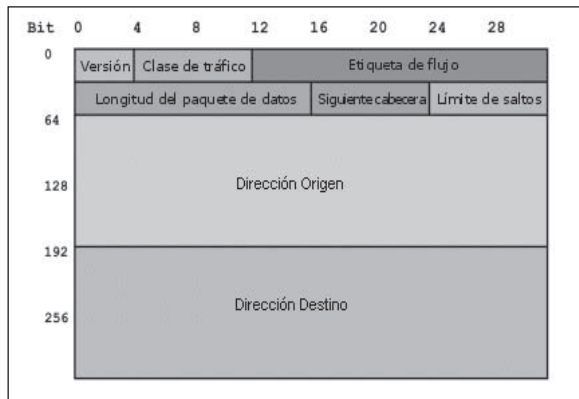 Bit 0 4 8 12 16 20 24 28
0
Versión Clase de tráfico Etiqueta de flujo
Longitud del paquete de datos Siguiente cabecera Límite de saltos
64
128 Dirección Origen
192
Dirección Destino
256